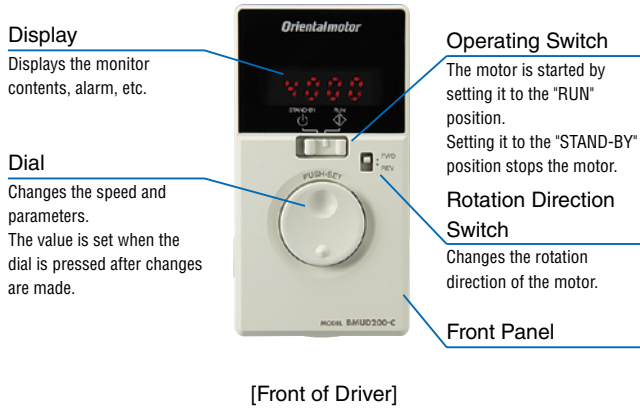 Display
Displays the monitor
contents, alarm, etc.
Dial
Changes the speed and
parameters.
The value is set when the
dial is pressed after changes
are made.
Orientalmotor
4000
STAND-BY RUN
FWD
REV
PUSH-SET
MODEL BMUD200-C
Operating Switch
The motor is started by
setting it to the "RUN"
position.
Setting it to the "STAND-BY"
position stops the motor.
Rotation Direction
Switch
Changes the rotation
direction of the motor.
Front Panel
[Front of Driver]